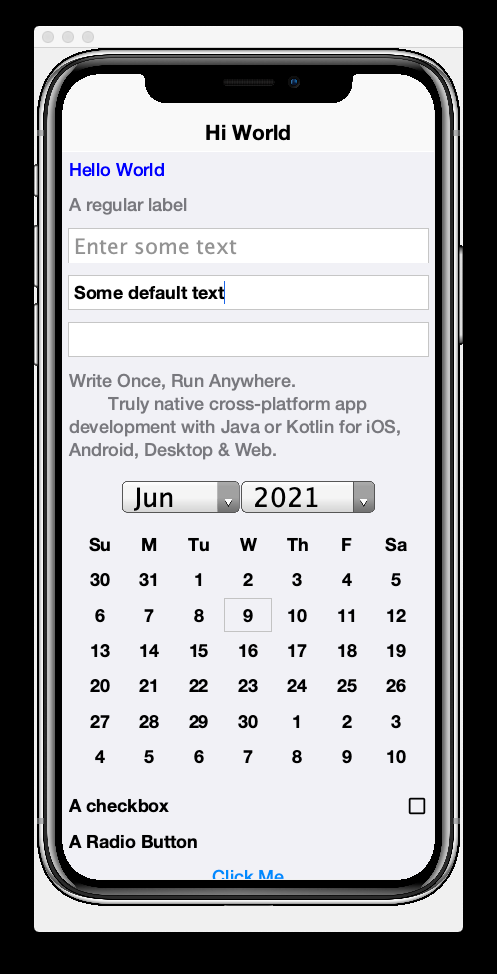 Hi World
Hello World
A regular label
Enter some text
Some default text
Write Once, Run Anywhere.
Truly native cross-platform app
development with Java or Kotlin for iOS,
Android, Desktop & Web.
Jun 2021
Su M Tu W Th F Sa
30 31 1 2 3 4 5
6 7 8 9 10 11 12
13 14 15 16 17 18 19
20 21 22 23 24 25 26
27 28 29 30 1 2 3
4 5 6 7 8 9 10
A checkbox
A Radio Button
Click Me